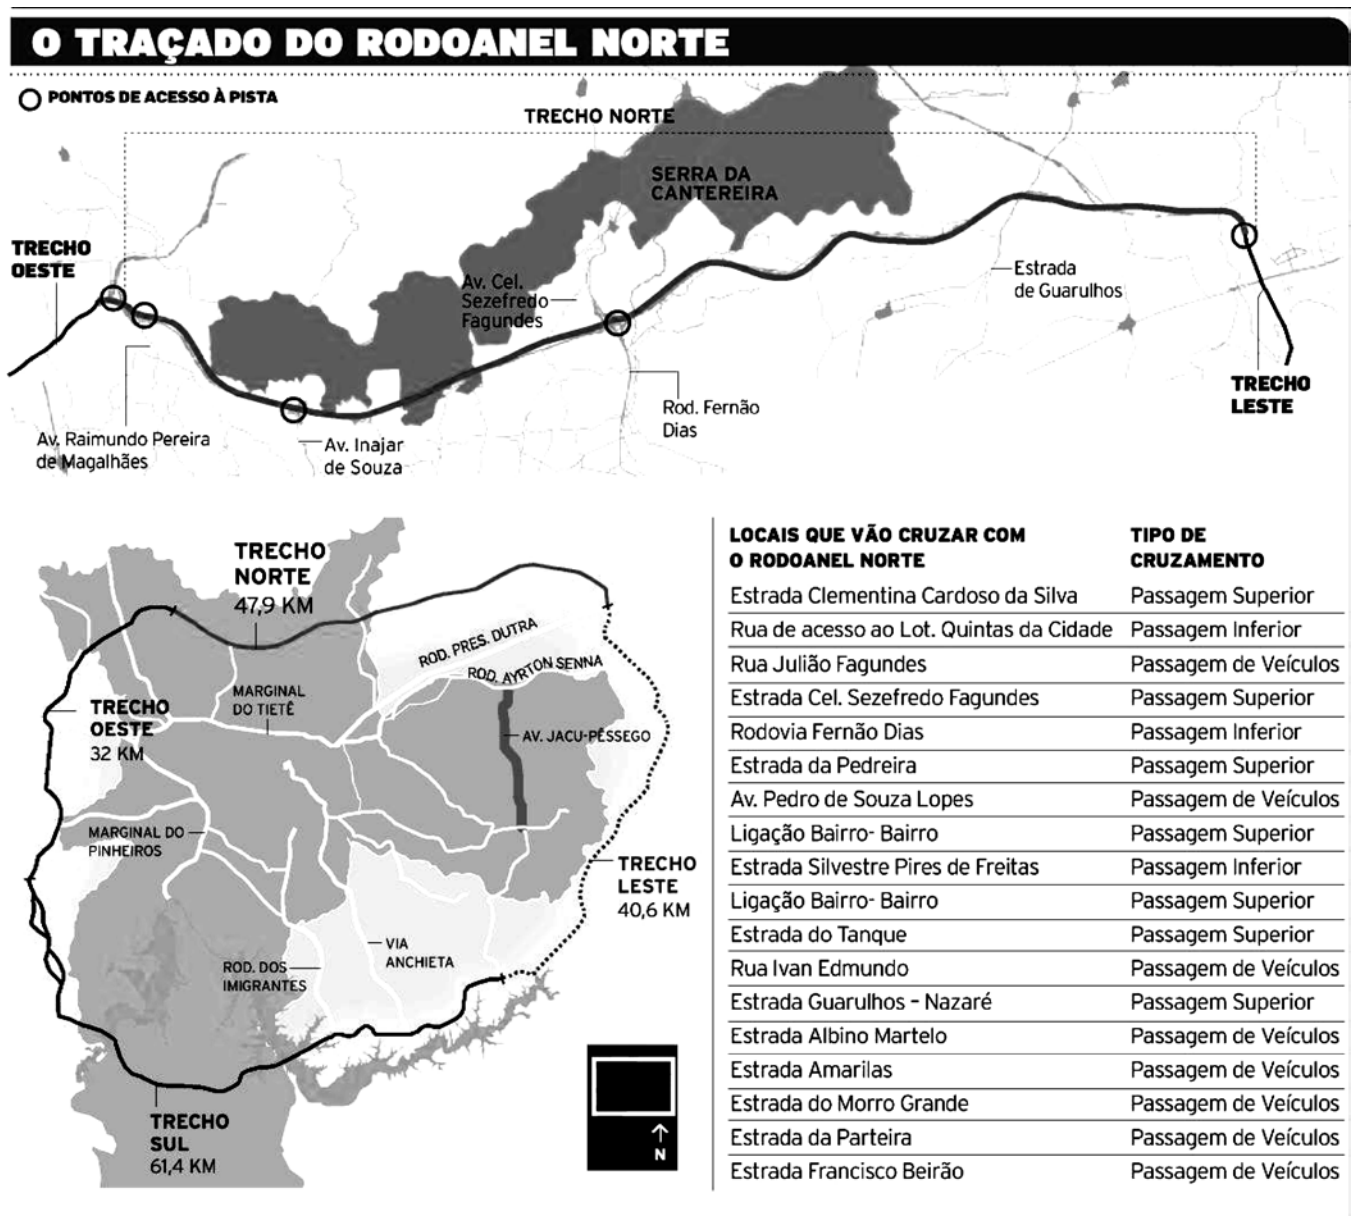 O TRAÇADO DO RODOANEL NORTE
PONTOS DE ACESSO À PISTA
TRECHO NORTE
SERRA DA
CANTEREIRA
TRECHO
OESTE
Av. Cel.
Sezefredo
Fagundes
Estrada
de Guarulhos
TRECHO
LESTE
Rod. Fernão
Dias
Av. Raimundo Pereira
de Magalhães
Av. Inajar
de Souza
TRECHO
NORTE
47,9 KM
ROD. PRES. DUTRA
ROD. AYRTON SENNA
MARGINAL
DO TIETÊ
TRECHO
OESTE
32 KM
AV. JACU-PÊSSEGO
MARGINAL DO
PINHEIROS
TRECHO
LESTE
40,6 KM
VIA
ANCHIETA
ROD. DOS
IMIGRANTES
TRECHO
SUL
61,4 KM
N
LOCAIS QUE VÃO CRUZAR COM TIPO DE
O RODOANEL NORTE CRUZAMENTO
Estrada Clementina Cardoso da Silva Passagem Superior
Rua de acesso ao Lot. Quintas da Cidade Passagem Inferior
Rua Julião Fagundes Passagem de Veículos
Estrada Cel. Sezefredo Fagundes Passagem Superior
Rodovia Fernão Dias Passagem Inferior
Estrada da Pedreira Passagem Superior
Av. Pedro de Souza Lopes Passagem de Veículos
Ligação Bairro- Bairro Passagem Superior
Estrada Silvestre Pires de Freitas Passagem Inferior
Ligação Bairro- Bairro Passagem Superior
Estrada do Tanque Passagem Superior
Rua Ivan Edmundo Passagem de Veículos
Estrada Guarulhos - Nazaré Passagem Superior
Estrada Albino Martelo Passagem de Veículos
Estrada Amarilas Passagem de Veículos
Estrada do Morro Grande Passagem de Veículos
Estrada da Parteira Passagem de Veículos
Estrada Francisco Beirão Passagem de Veículos